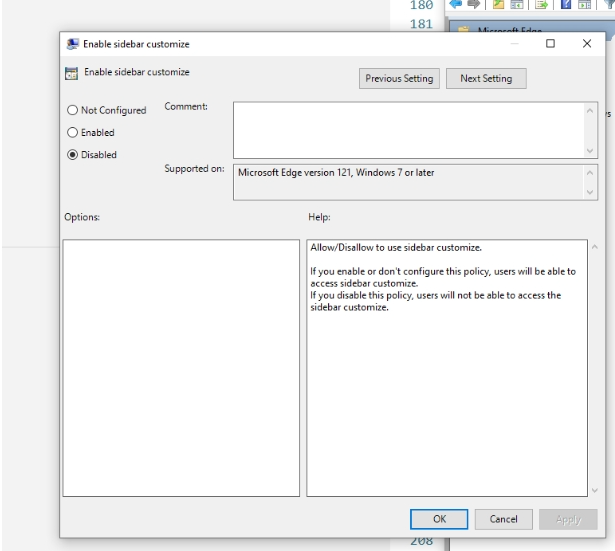 180
181
Microsoft Edge
Enable sidebar customize
Enable sidebar customize
Previous Setting
Next Setting
Not Configured
Comment:
Enabled
Disabled
Supported on:
Microsoft Edge version 121, Windows 7 or later
Options:
Help:
Allow/Disallow to use sidebar customize.
If you enable or don't configure this policy, users will be able to
access sidebar customize.
If you disable this policy, users will not be able to access the
sidebar customize.
OK
Cancel
Apply
208